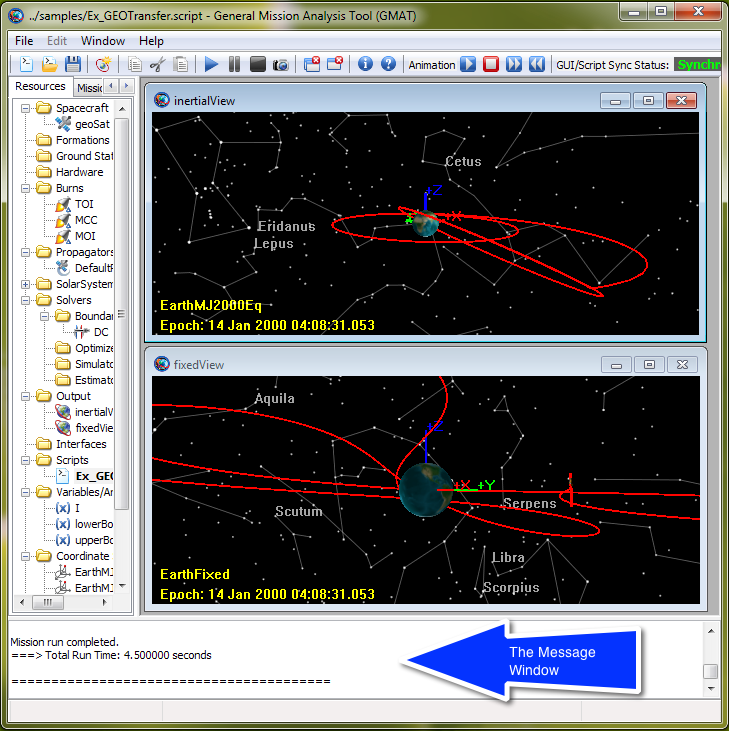 ../samples/Ex_GEOTransfer.script - General Mission Analysis Tool (GMAT)
File Edit Window Help
Animation GUI/Script Sync Status: Synchr
Resources Missic
Spacecraft
geoSat
Formations
Ground Stat
Hardware
Burns
TOI
MCC
MOI
Propagators
DefaultP
SolarSystem
Solvers
Boundar
DC
Optimize
Simulato
Estimato
Output
inertialV
fixedVie
Interfaces
Scripts
Ex_GEO
Variables/Ar
I
lowerBo
upperBo
Coordinate
EarthMJ
EarthMJ
inertialView
Cetus
+Z
+X
Eridanus
Lepus
EarthMJ2000Eq
Epoch: 14 Jan 2000 04:08:31.053
fixedView
Aquila
+Z
+X +Y
Serpens
Scutum
Libra
Scorpius
EarthFixed
Epoch: 14 Jan 2000 04:08:31.053
Mission run completed.
===> Total Run Time: 4.500000 seconds
========================================
The Message
Window